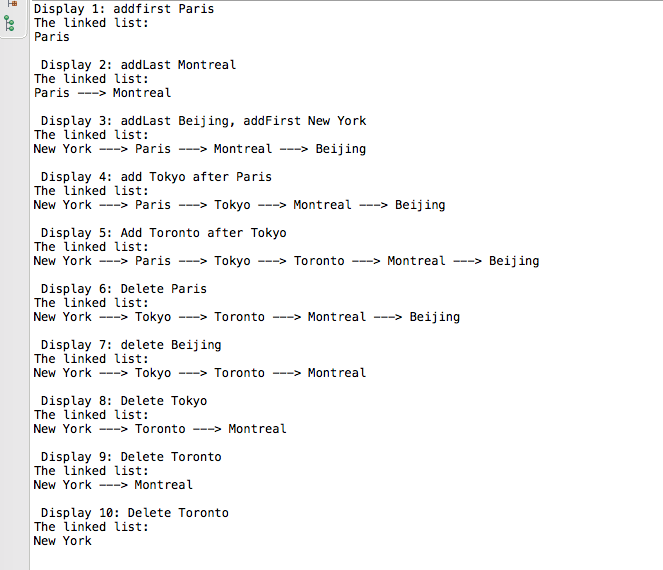 Display 1: addfirst Paris
The linked list:
Paris
Display 2: addLast Montreal
The linked list:
Paris ---> Montreal
Display 3: addLast Beijing, addFirst New York
The linked list:
New York ---> Paris ---> Montreal ---> Beijing
Display 4: add Tokyo after Paris
The linked list:
New York ---> Paris ---> Tokyo ---> Montreal ---> Beijing
Display 5: Add Toronto after Tokyo
The linked list:
New York ---> Paris ---> Tokyo ---> Toronto ---> Montreal ---> Beijing
Display 6: Delete Paris
The linked list:
New York ---> Tokyo ---> Toronto ---> Montreal ---> Beijing
Display 7: delete Beijing
The linked list:
New York ---> Tokyo ---> Toronto ---> Montreal
Display 8: Delete Tokyo
The linked list:
New York ---> Toronto ---> Montreal
Display 9: Delete Toronto
The linked list:
New York ---> Montreal
Display 10: Delete Toronto
The linked list:
New York